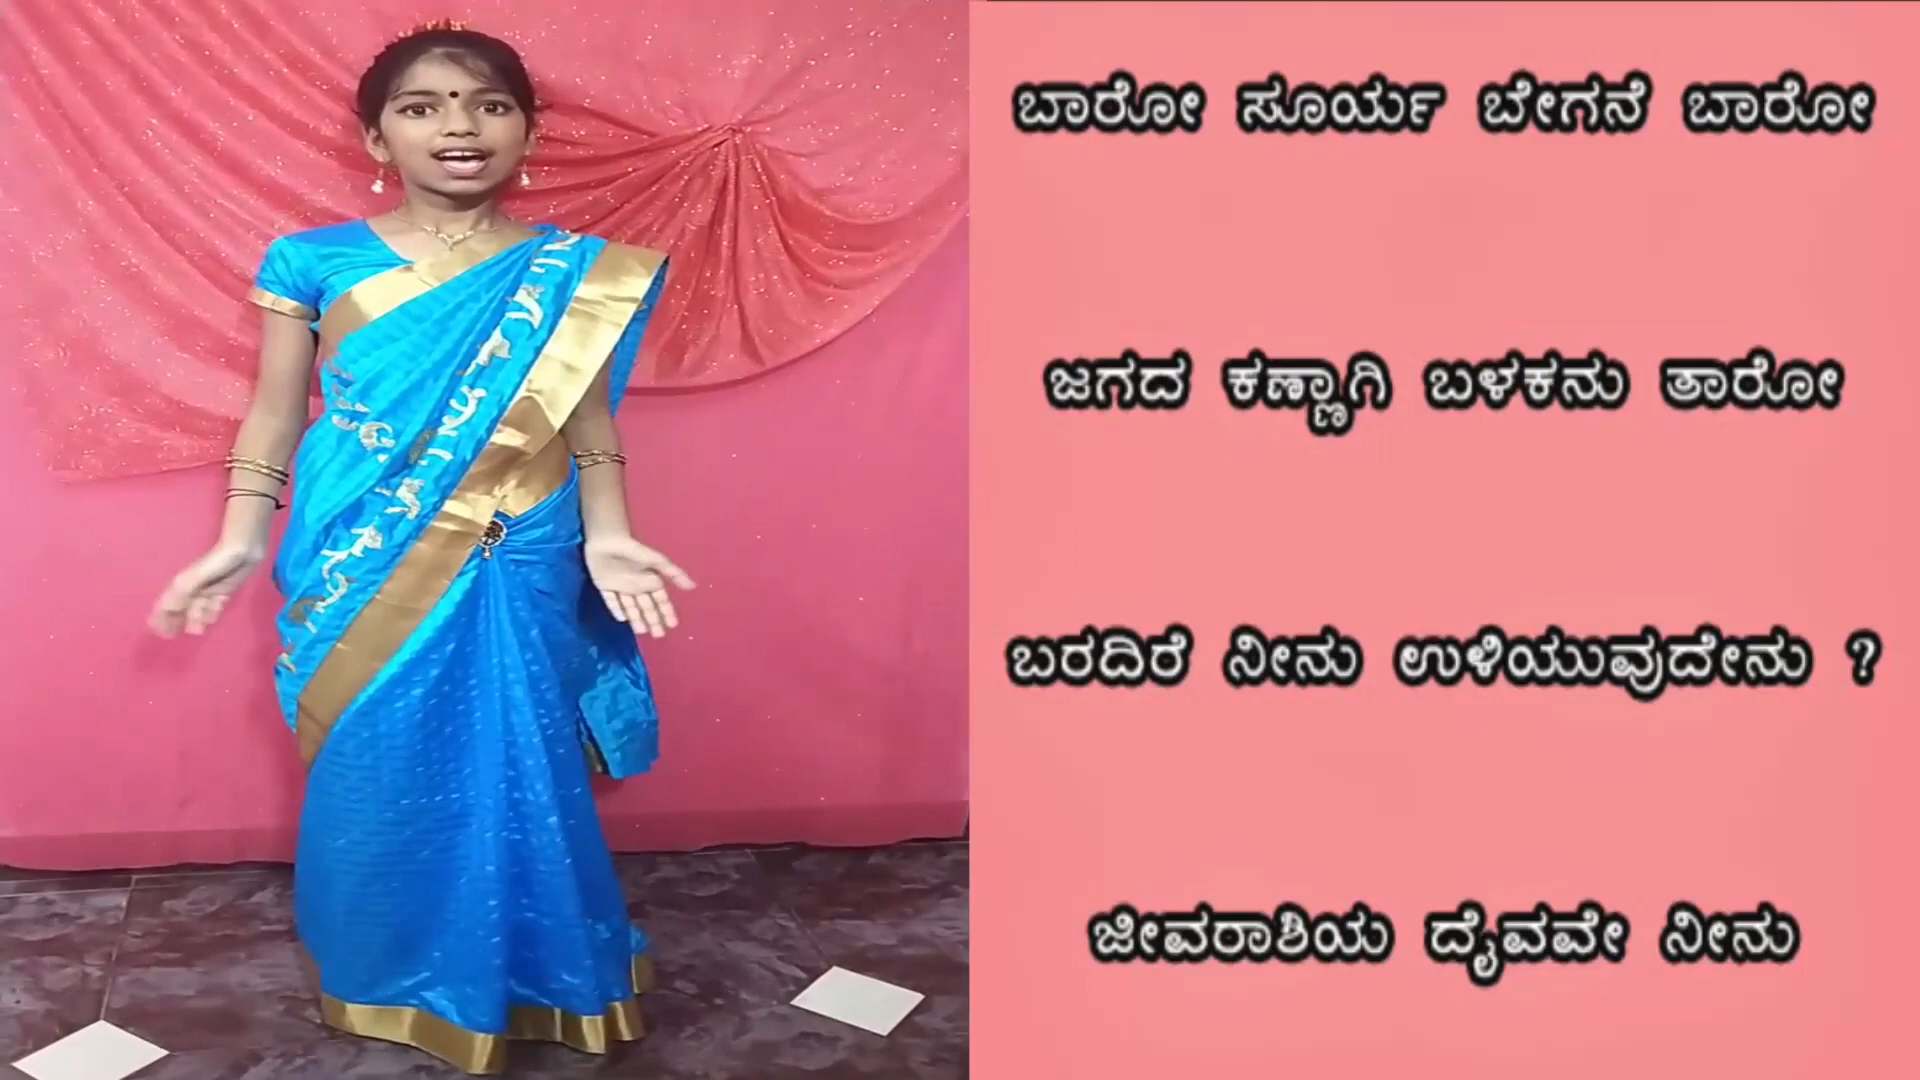 ಬಾರೋ ಸೂರ್ಯ ಬೇಗನೆ ಬಾರೋ
ಜಗದ ಕಣ್ಣಾಗಿ ಬಳಕನು ತಾರೋ
ಬರದಿರೆ ನೀನು ಉಳಿಯುವುದೇನು ?
ಜೀವರಾಶಿಯ ದೈವವೇ ನೀನು